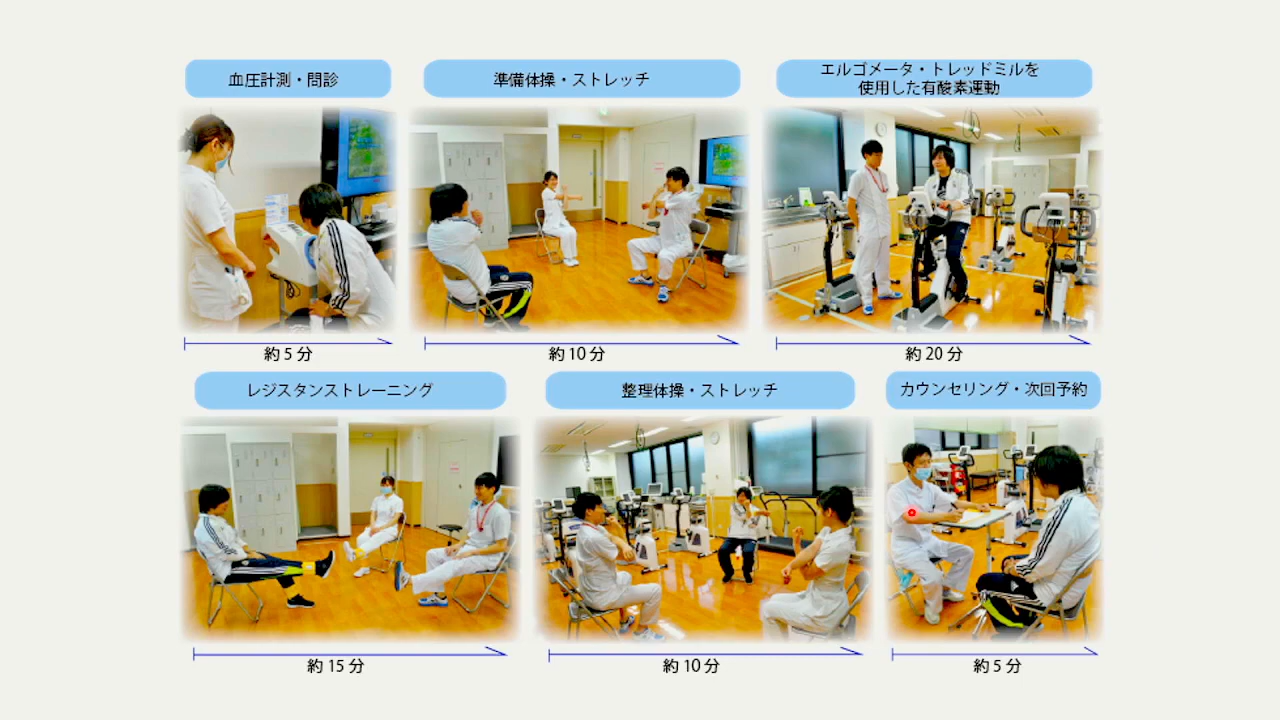 血圧計測・問診
準備体操・ストレッチ
エルゴメータ・トレッドミルを
使用した有酸素運動
約5分
約10分
約20分
レジスタンストレーニング
整理体操・ストレッチ
カウンセリング・次回予約
約15分
約10分
約5分